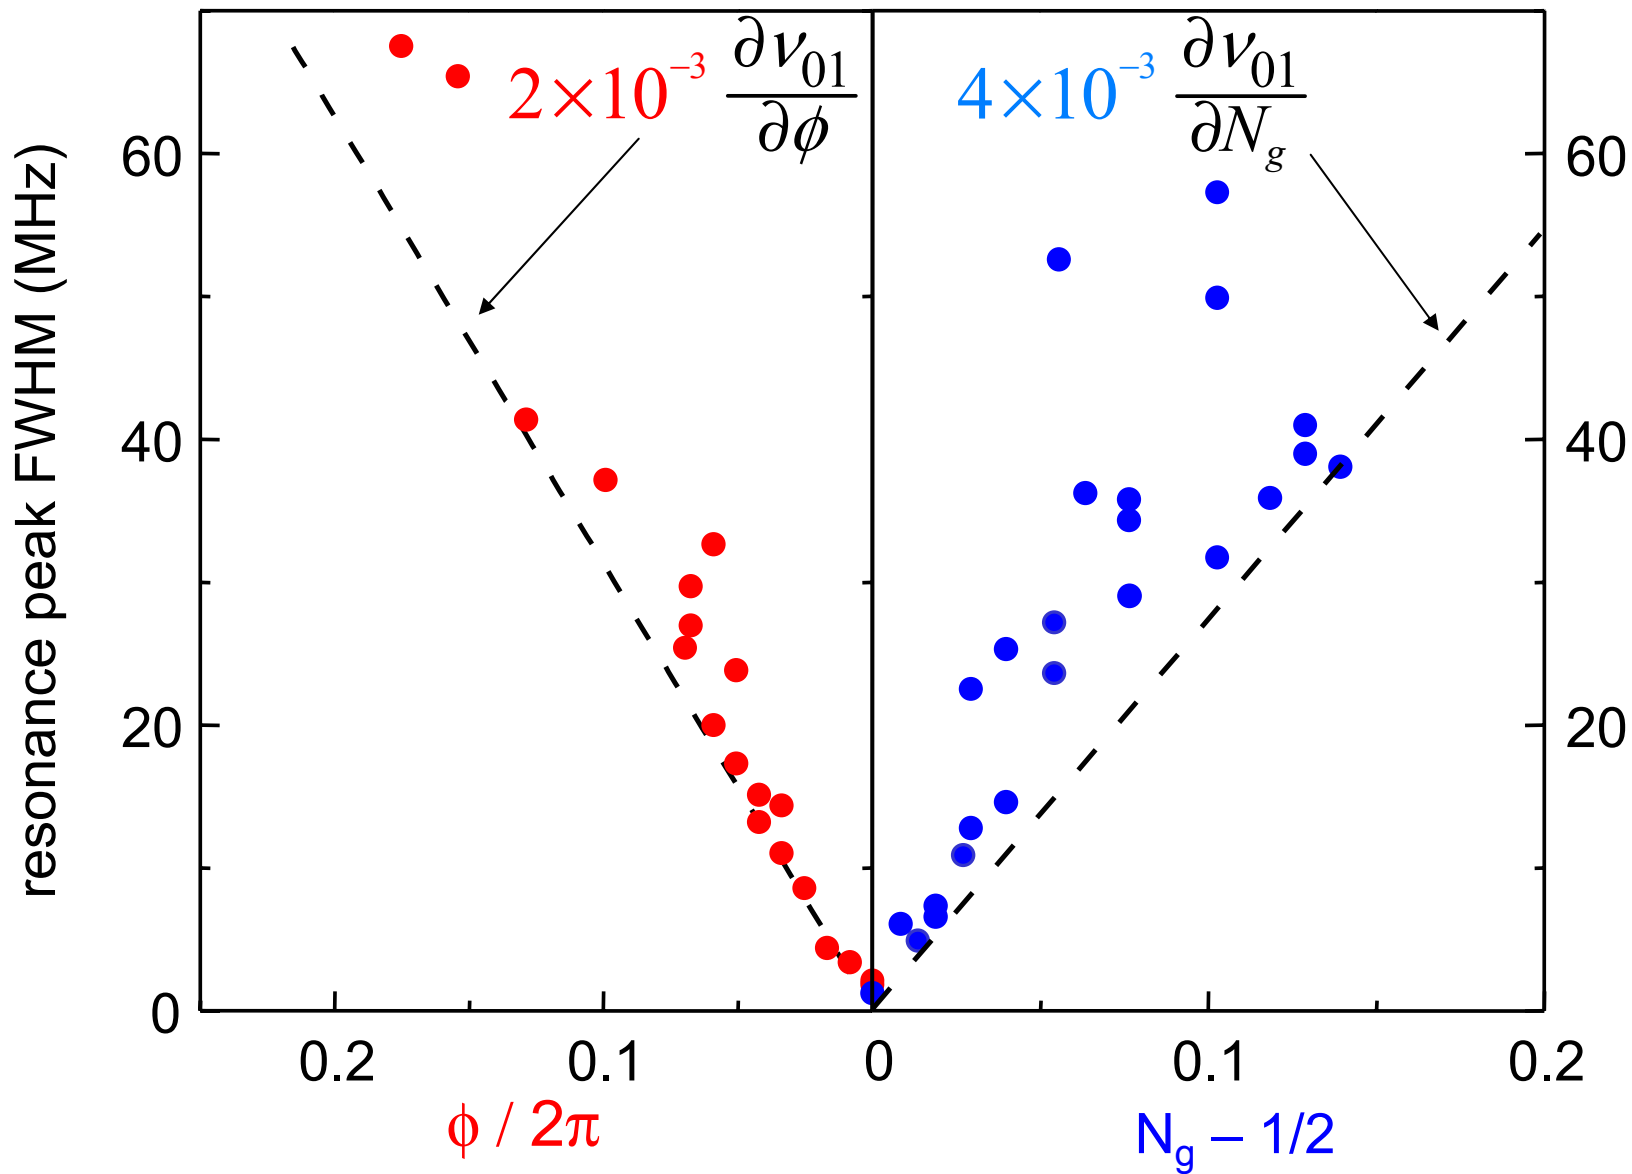 2×10⁻³ ∂ν₀₁/∂ϕ
4×10⁻³ ∂ν₀₁/∂N_g
resonance peak FWHM (MHz)
60
40
20
0
60
40
20
0.2
0.1
0
0.1
0.2
ϕ / 2π
N_g – 1/2